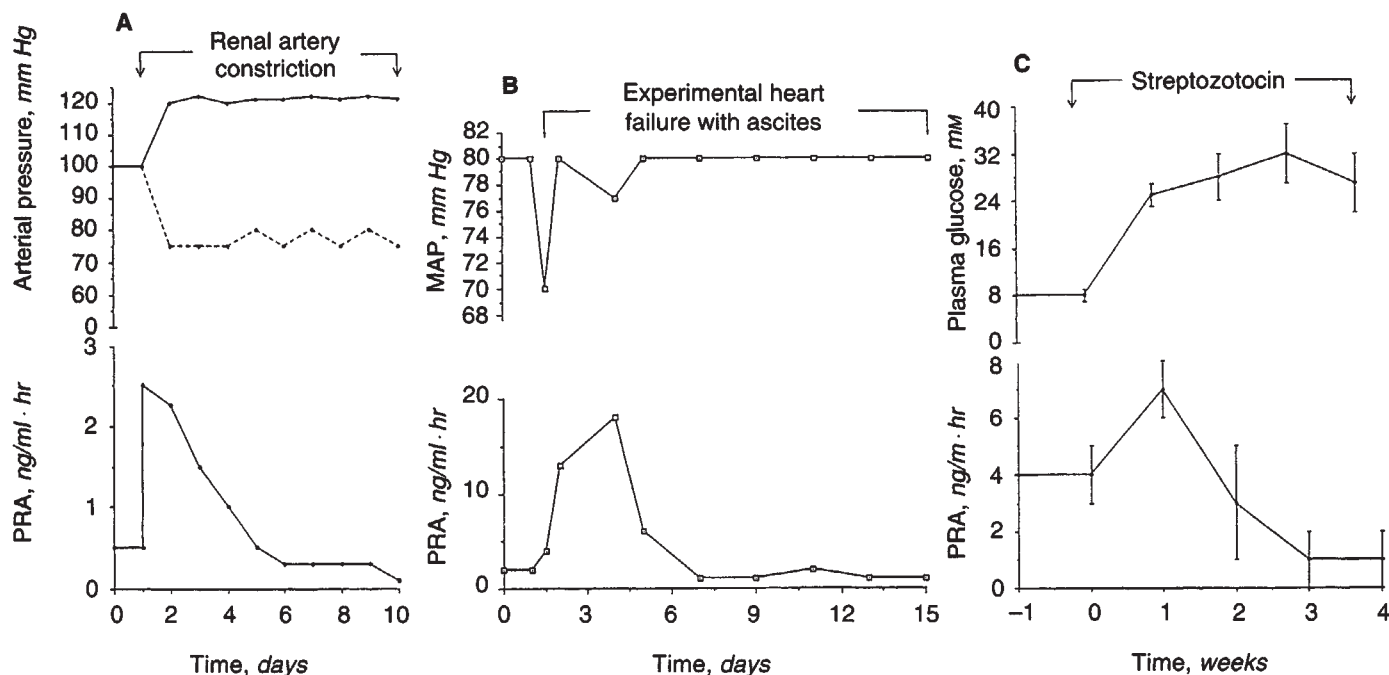 A
Renal artery
constriction
Arterial pressure, mm Hg
120
110
100
90
80
75
60
0
3
2
1
0
PRA, ng/ml · hr
0 2 4 6 8 10
Time, days
B
Experimental heart
failure with ascites
MAP, mm Hg
82
80
78
76
74
72
70
68
20
10
0
PRA, ng/ml · hr
0 3 6 9 12 15
Time, days
C
Streptozotocin
Plasma glucose, mM
40
32
24
16
8
0
8
6
4
2
0
PRA, ng/m · hr
–1 0 1 2 3 4
Time, weeks